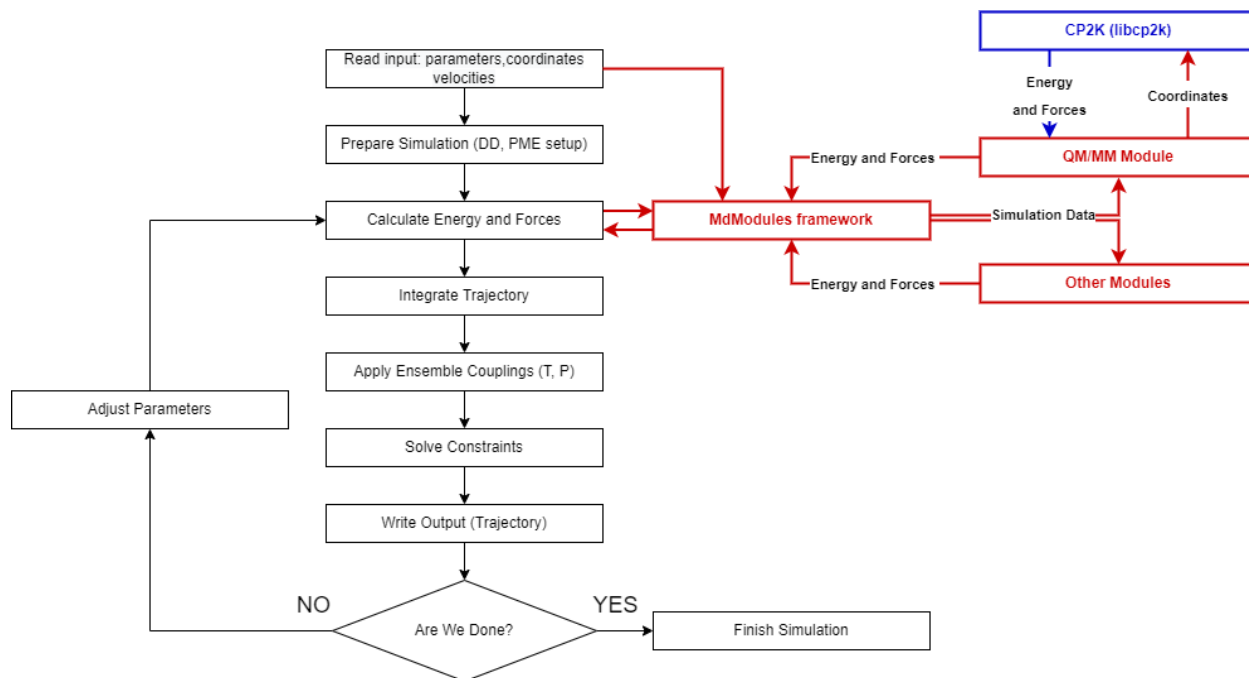 CP2K (libcp2k)
Read input: parameters,coordinates
velocities
Energy
and Forces
Coordinates
Prepare Simulation (DD, PME setup)
Energy and Forces
QM/MM Module
Calculate Energy and Forces
MdModules framework
Simulation Data
Integrate Trajectory
Energy and Forces
Other Modules
Apply Ensemble Couplings (T, P)
Adjust Parameters
Solve Constraints
Write Output (Trajectory)
NO
YES
Are We Done?
Finish Simulation